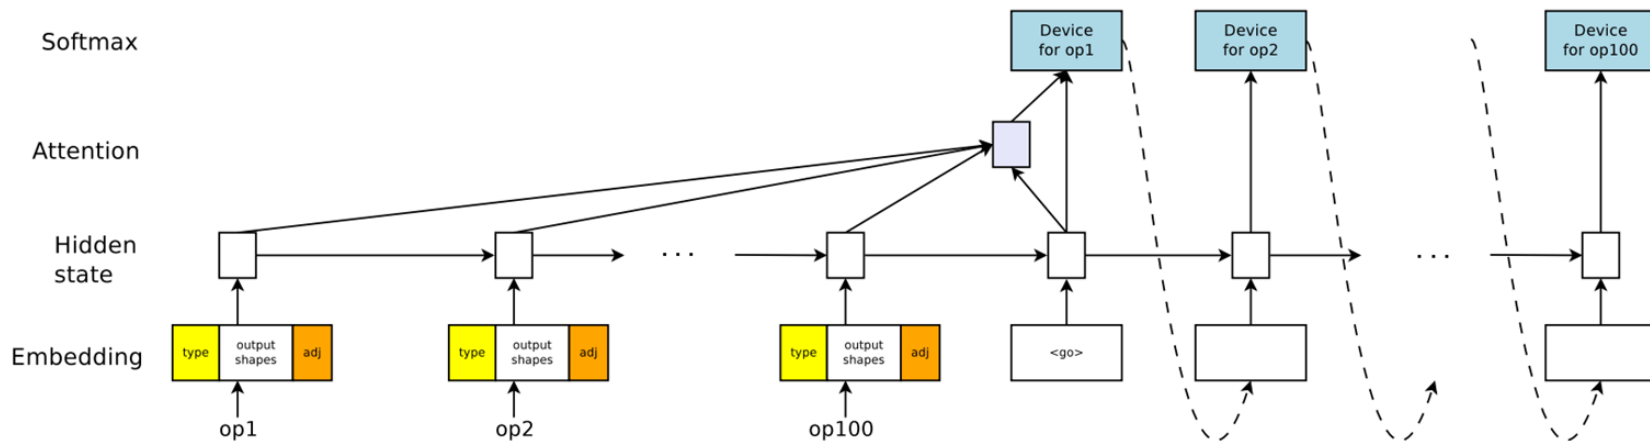 Softmax
Device
for op1
Device
for op2
Device
for op100
Attention
Hidden
state
. . .
. . .
Embedding
type
output
shapes
adj
type
output
shapes
adj
type
output
shapes
adj
<go>
op1
op2
op100